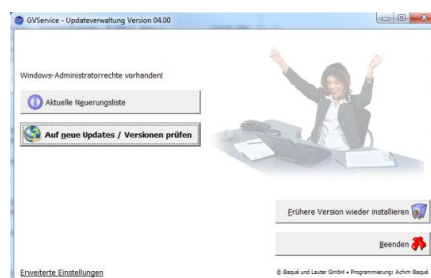 GVService - Updateverwaltung Version 04.00
Windows-Administratorrechte vorhanden!
Aktuelle Neuerungsliste
Auf neue Updates / Versionen prüfen
Frühere Version wieder installieren
Beenden
Erweiterte Einstellungen
© Baqué und Lauter GmbH • Programmierung: Achim Baqué